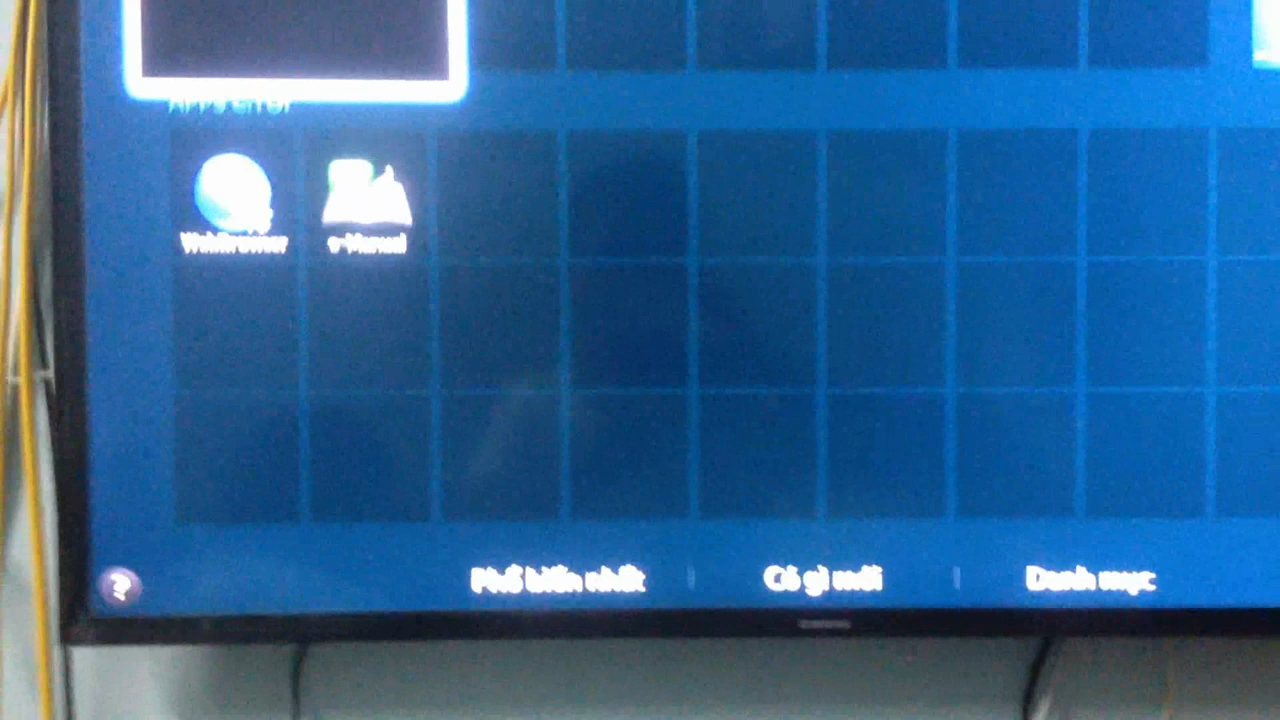 WebBrowser
e-Manual
?
Phổ biến nhất
Có gì mới
Danh mục